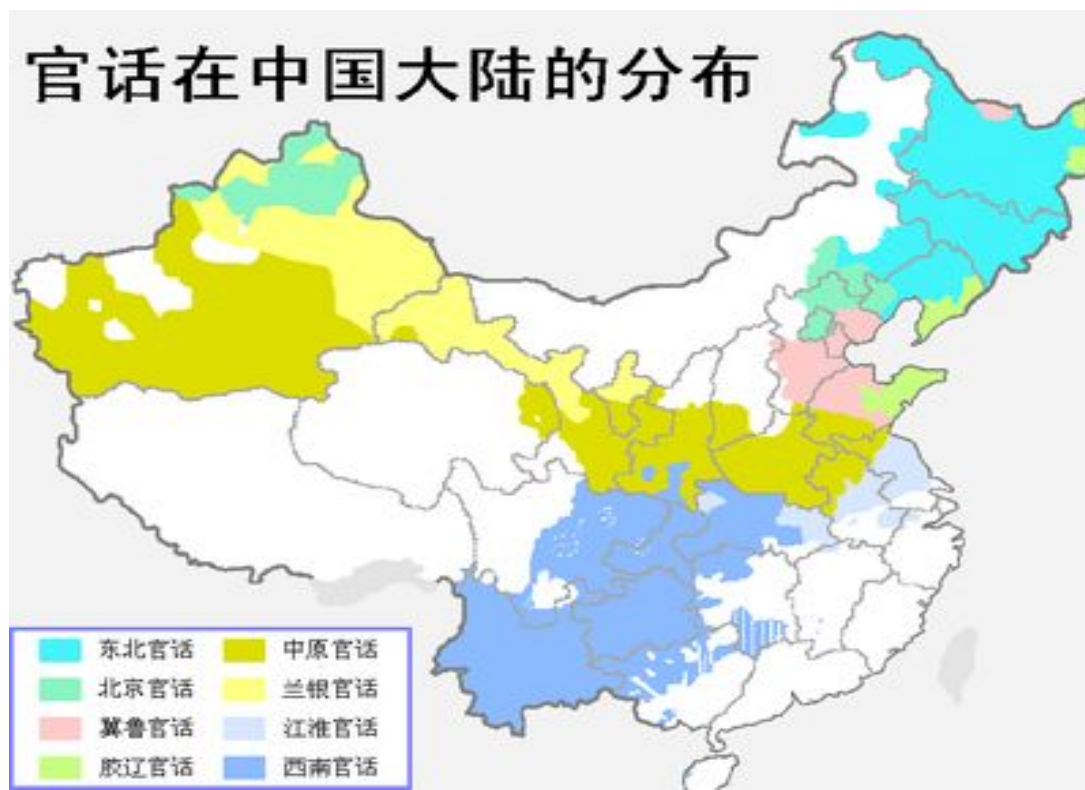 官话在中国大陆的分布
东北官话 中原官话
北京官话 兰银官话
冀鲁官话 江淮官话
胶辽官话 西南官话